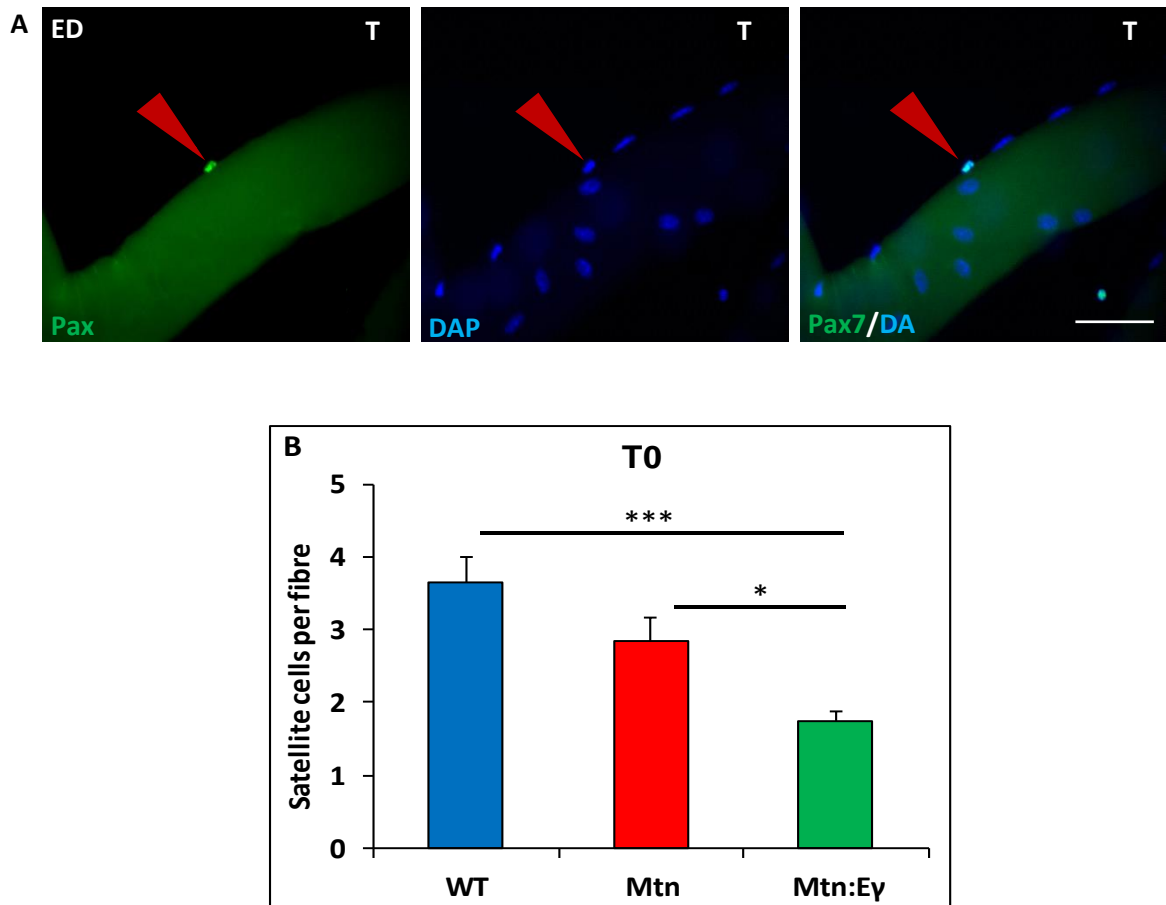 A
ED T
Pax
T
DAP
T
Pax7/DA
B
T0
Satellite cells per fibre
5
4
3
2
1
0
***
*
WT Mtn Mtn:Eγ